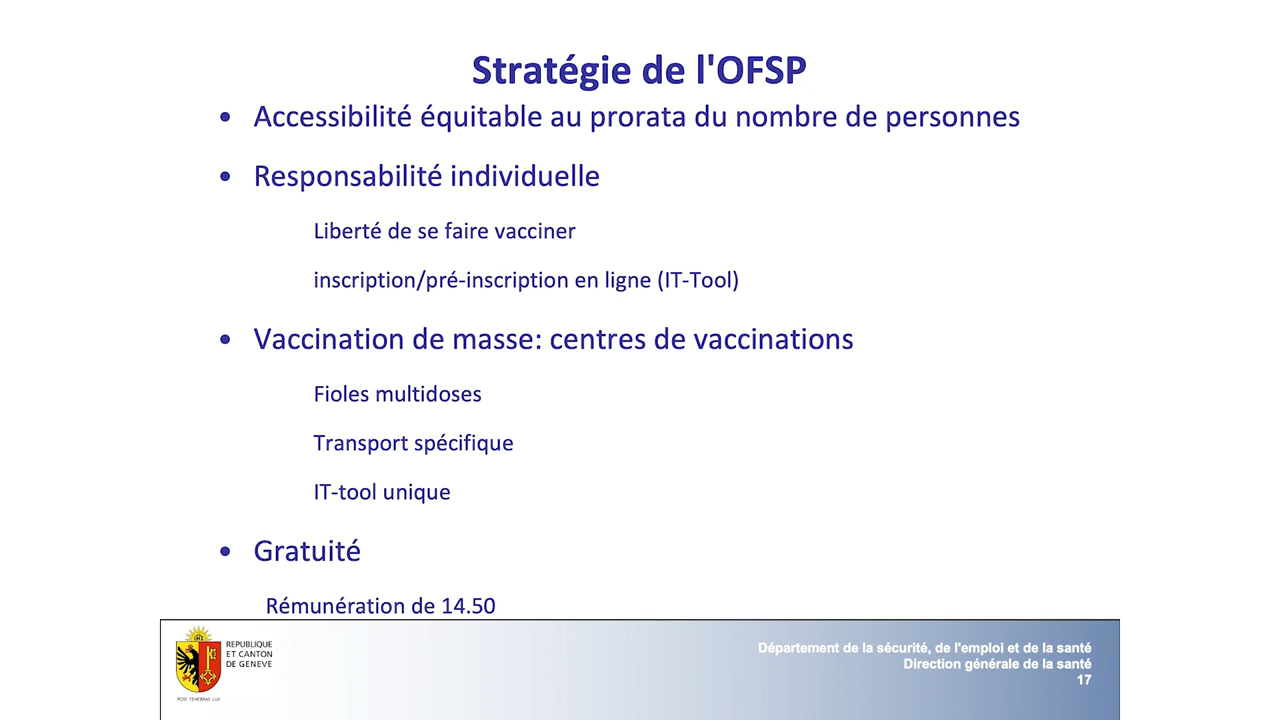 Stratégie de l'OFSP
• Accessibilité équitable au prorata du nombre de personnes
• Responsabilité individuelle
Liberté de se faire vacciner
inscription/pré-inscription en ligne (IT-Tool)
• Vaccination de masse: centres de vaccinations
Fioles multidoses
Transport spécifique
IT-tool unique
• Gratuité
Rémunération de 14.50
REPUBLIQUE
ET CANTON
DE GENEVE
POST TENEBRAS LUX
Département de la sécurité, de l'emploi et de la santé
Direction générale de la santé
17